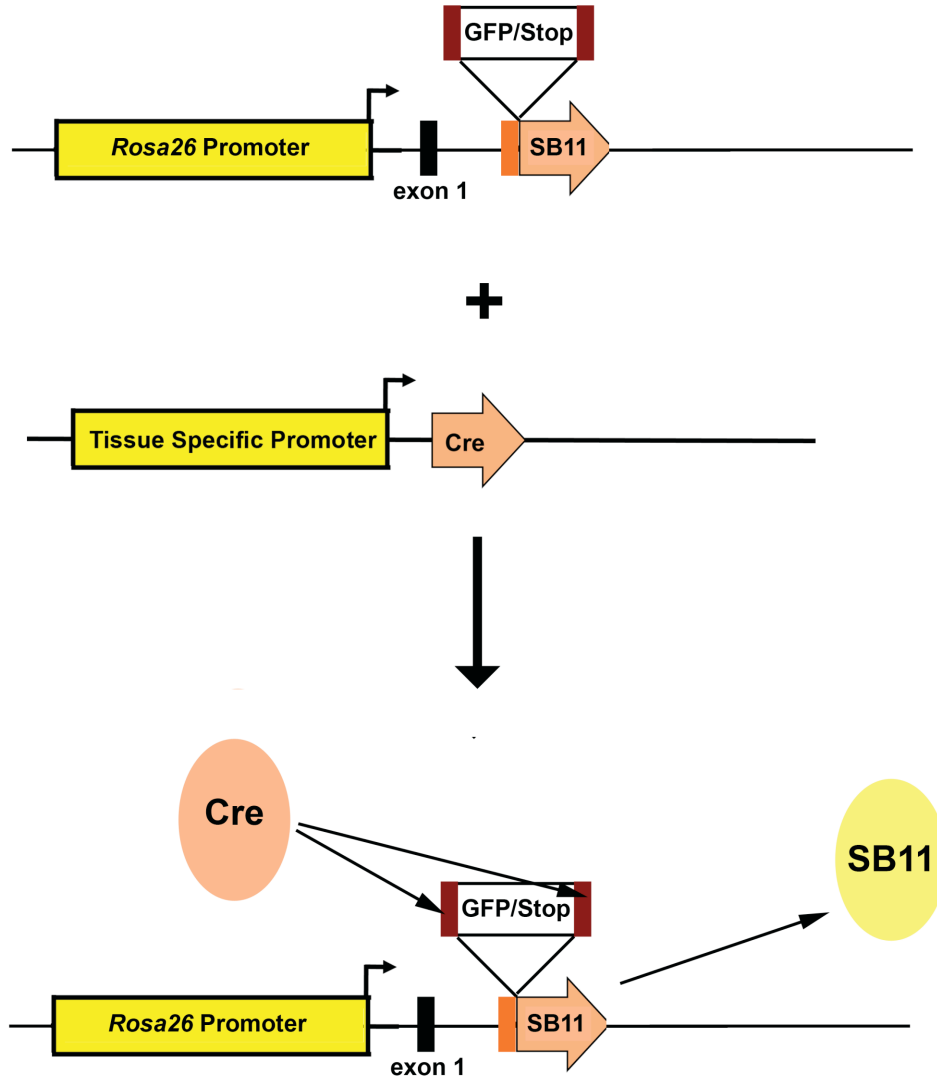 GFP/Stop
Rosa26 Promoter
SB11
exon 1
+
Tissue Specific Promoter
Cre
Cre
SB11
GFP/Stop
Rosa26 Promoter
SB11
exon 1